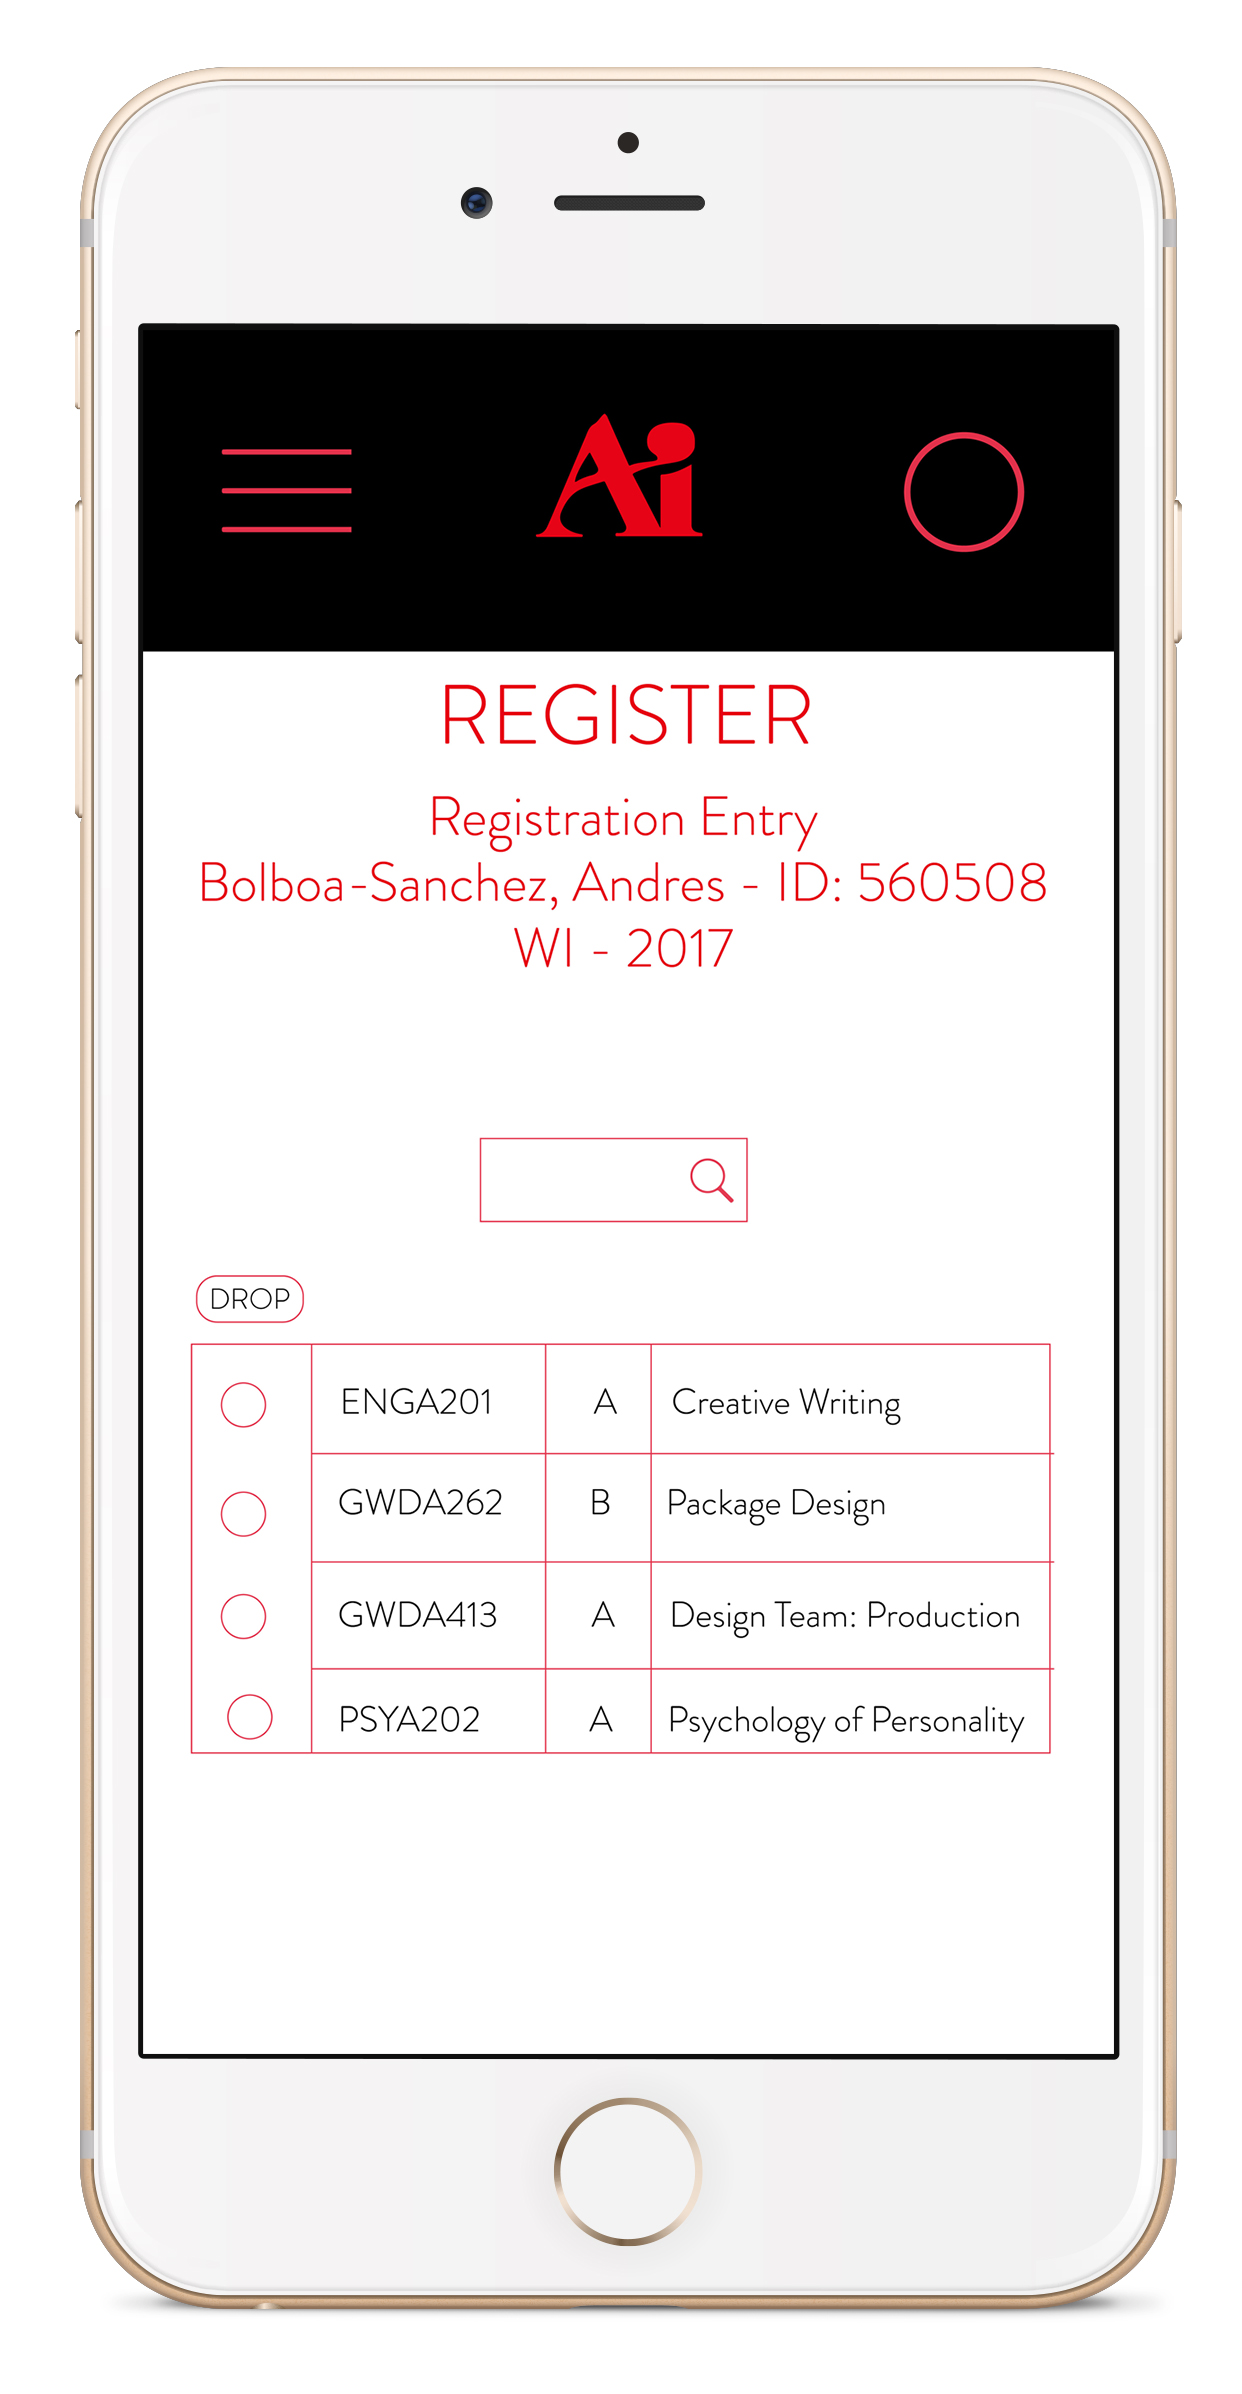 Ai
REGISTER
Registration Entry
Bolboa-Sanchez, Andres - ID: 560508
WI - 2017
DROP
ENGA201 A Creative Writing
GWDA262 B Package Design
GWDA413 A Design Team: Production
PSYA202 A Psychology of Personality